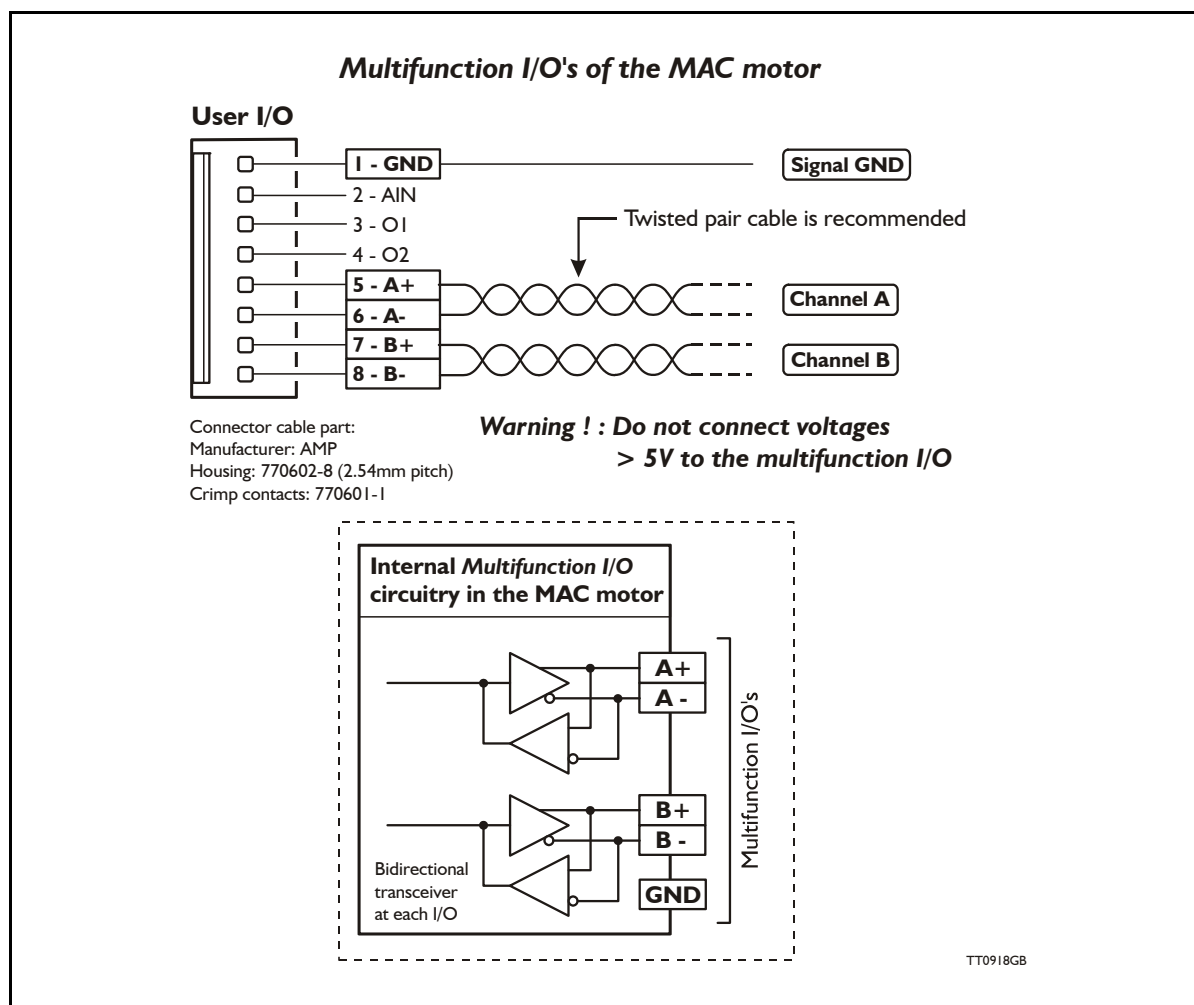 Multifunction I/O's of the MAC motor
User I/O
1 - GND
Signal GND
2 - AIN
3 - O1
Twisted pair cable is recommended
4 - O2
5 - A+
6 - A-
Channel A
7 - B+
8 - B-
Channel B
Connector cable part:
Manufacturer: AMP
Housing: 770602-8 (2.54mm pitch)
Crimp contacts: 770601-1
Warning ! : Do not connect voltages
> 5V to the multifunction I/O
Internal Multifunction I/O
circuitry in the MAC motor
A+
A -
B+
B -
GND
Multifunction I/O's
Bidirectional
transceiver
at each I/O
TT0918GB